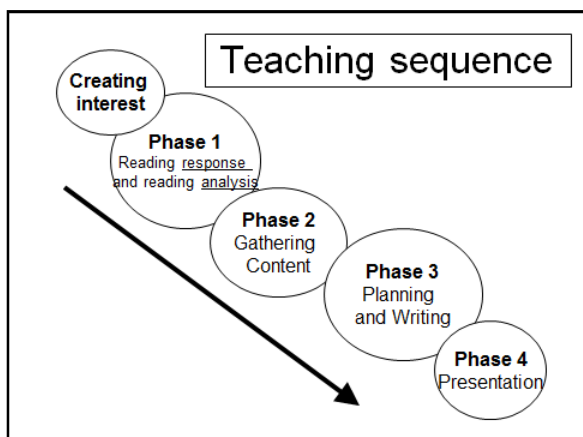 Teaching sequence
Creating
interest
Phase 1
Reading response
and reading analysis
Phase 2
Gathering
Content
Phase 3
Planning
and Writing
Phase 4
Presentation